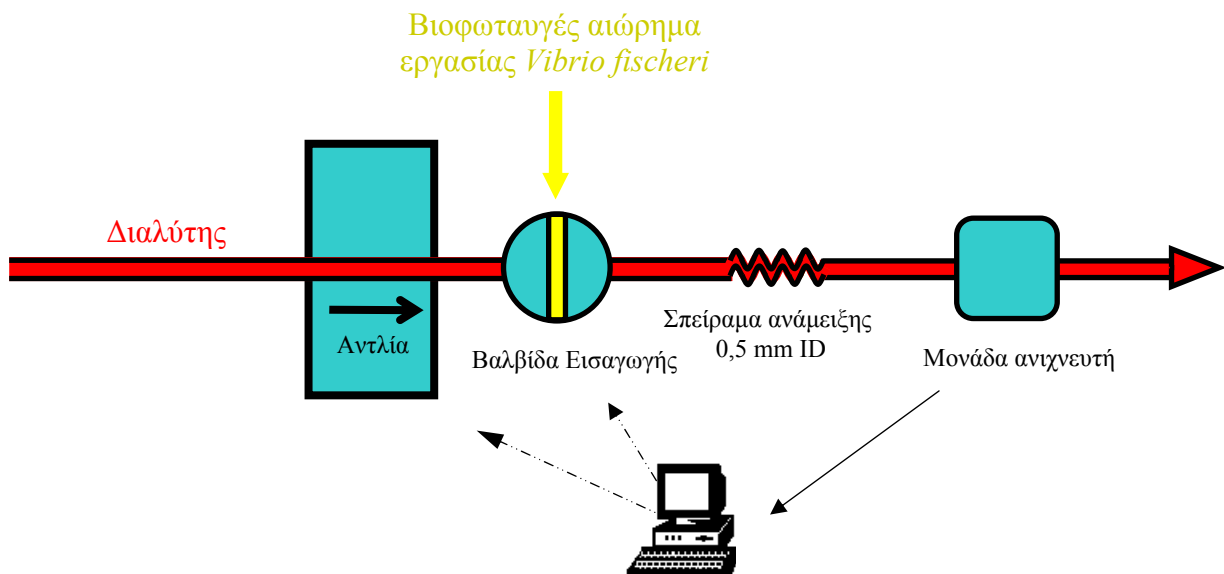 Βιοφωταυγές αιώρημα
εργασίας Vibrio fischeri
Διαλύτης
Αντλία
Βαλβίδα Εισαγωγής
Σπείραμα ανάμειξης
0,5 mm ID
Μονάδα ανιχνευτή